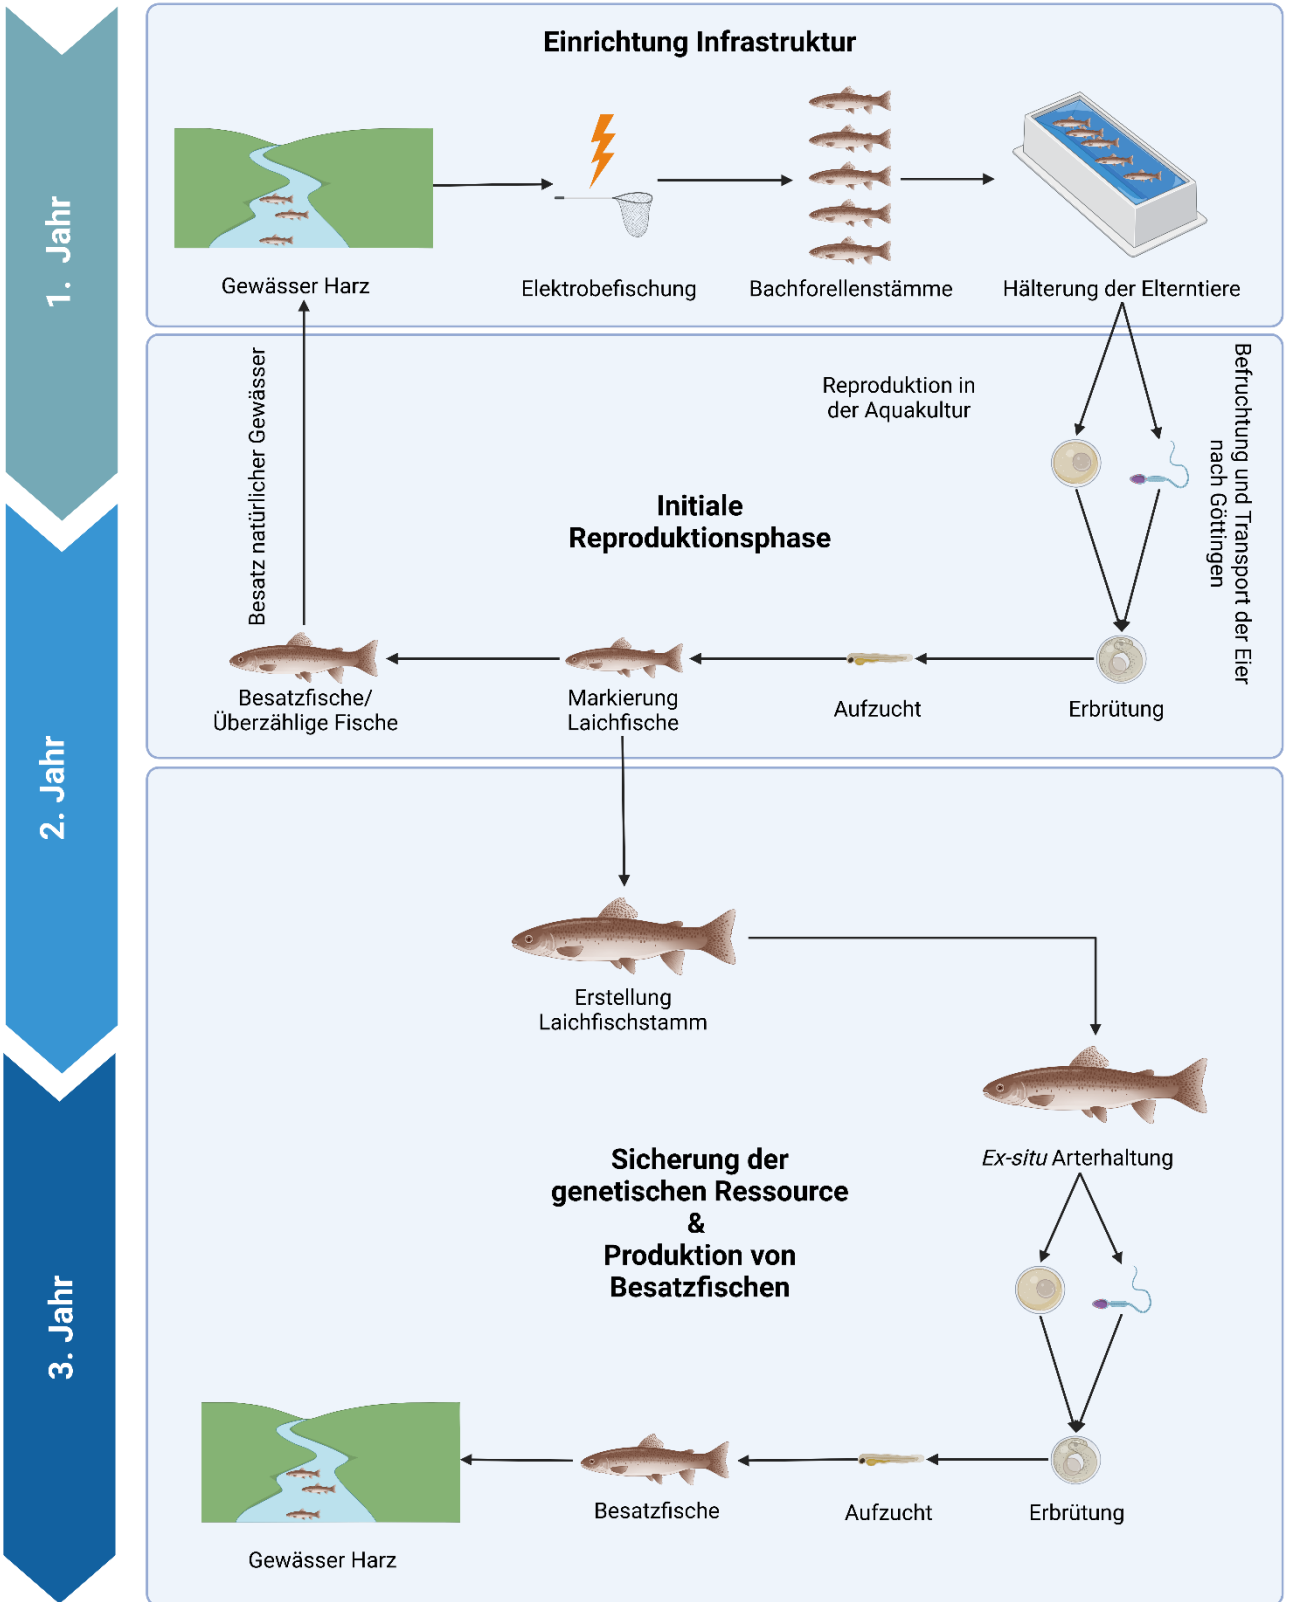 1. Jahr
Einrichtung Infrastruktur
Gewässer Harz
Elektrobefischung
Bachforellenstämme
Hälterung der Elterntiere
Besatz natürlicher Gewässer
Reproduktion in
der Aquakultur
Befruchtung und Transport der Eier
nach Göttingen
Initiale
Reproduktionsphase
Besatzfische/
Überzählige Fische
Markierung
Laichfische
Aufzucht
Erbrütung
2. Jahr
Erstellung
Laichfischstamm
Ex-situ Arterhaltung
Sicherung der
genetischen Ressource
&
Produktion von
Besatzfischen
3. Jahr
Gewässer Harz
Besatzfische
Aufzucht
Erbrütung